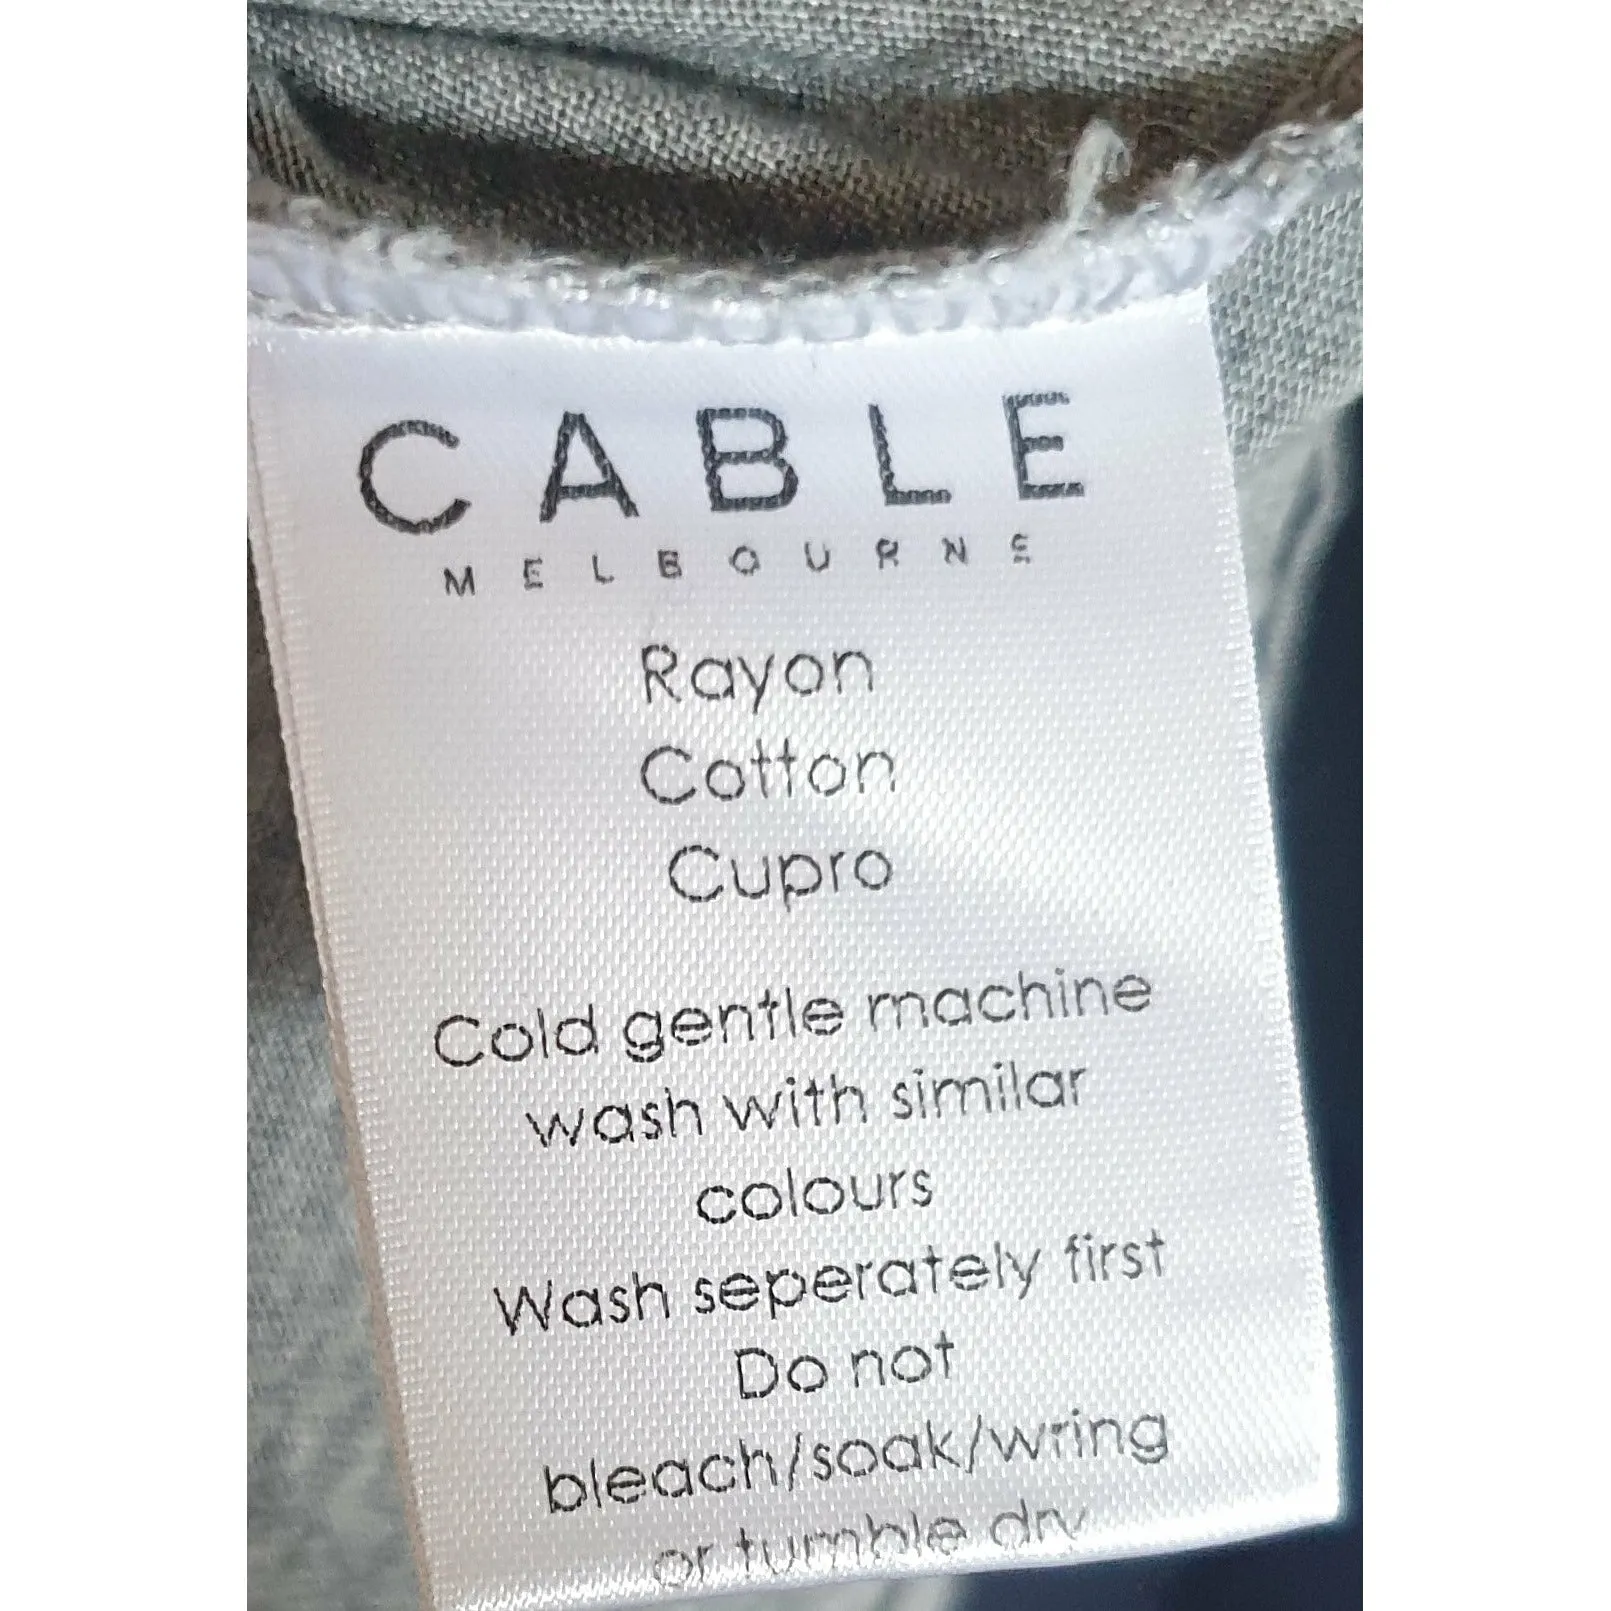 CABLE
MELBOURNE
Rayon
Cotton
Cupro
Cold gentle machine
wash with similar
colours
Wash seperately first
Do not
bleach/soak/wring
or tumble dry